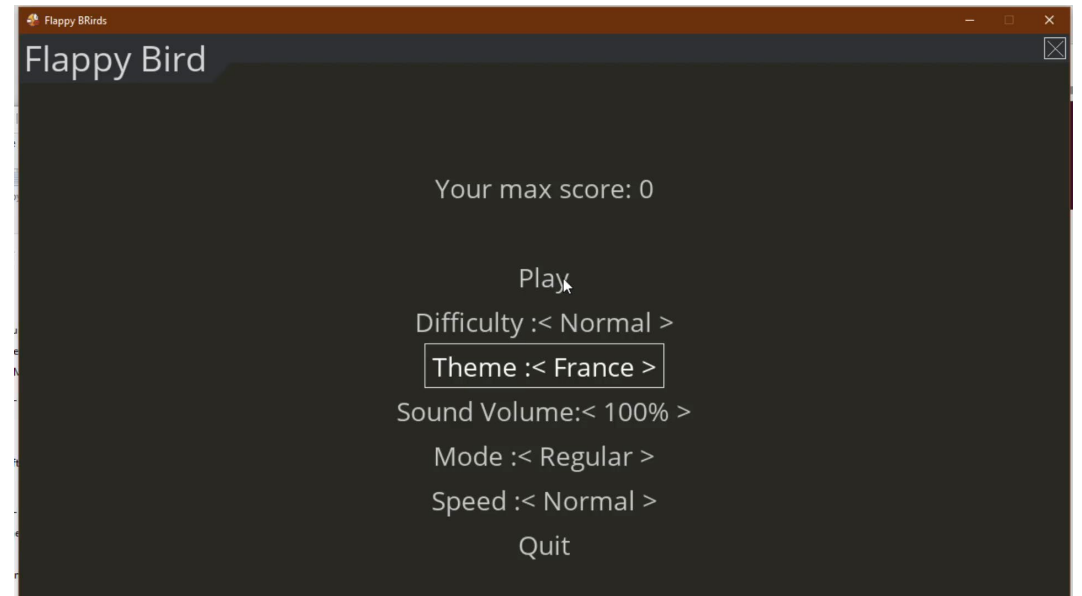 Flappy BRirds
Flappy Bird
Your max score: 0
Play
Difficulty :< Normal >
Theme :< France >
Sound Volume:< 100% >
Mode :< Regular >
Speed :< Normal >
Quit